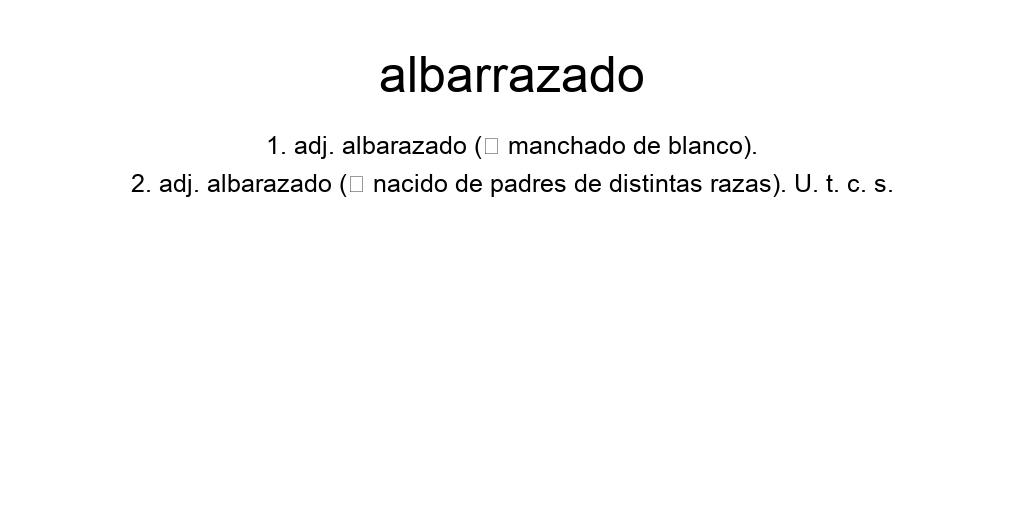 albarrazado
1. adj. albarazado (▯ manchado de blanco).
2. adj. albarazado (▯ nacido de padres de distintas razas). U. t. c. s.